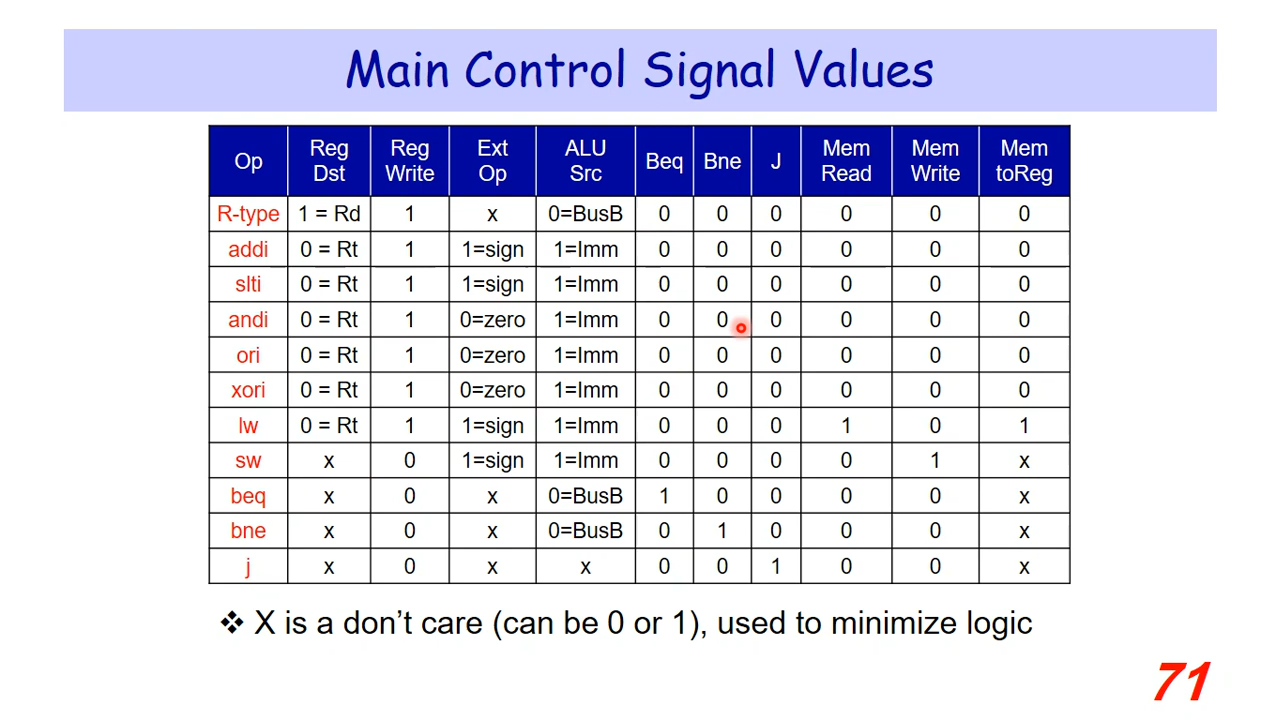 Main Control Signal Values
Op Reg Dst Reg Write Ext Op ALU Src Beq Bne J Mem Read Mem Write Mem toReg
R-type 1 = Rd 1 x 0=BusB 0 0 0 0 0 0
addi 0 = Rt 1 1=sign 1=Imm 0 0 0 0 0 0
slti 0 = Rt 1 1=sign 1=Imm 0 0 0 0 0 0
andi 0 = Rt 1 0=zero 1=Imm 0 0 0 0 0 0
ori 0 = Rt 1 0=zero 1=Imm 0 0 0 0 0 0
xori 0 = Rt 1 0=zero 1=Imm 0 0 0 0 0 0
lw 0 = Rt 1 1=sign 1=Imm 0 0 0 1 0 1
sw x 0 1=sign 1=Imm 0 0 0 0 1 x
beq x 0 x 0=BusB 1 0 0 0 0 x
bne x 0 x 0=BusB 0 1 0 0 0 x
j x 0 x x 0 0 1 0 0 x
❖ X is a don’t care (can be 0 or 1), used to minimize logic
71